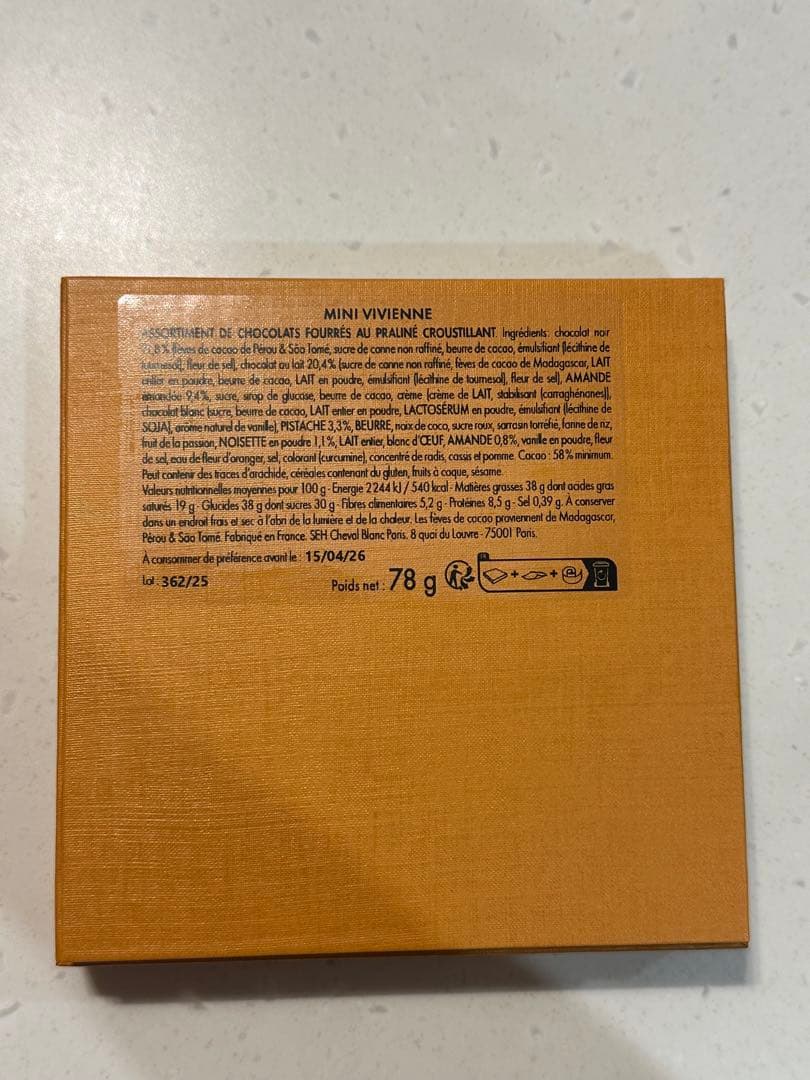 MINI VIVIENNE
ASSORTIMENT DE CHOCOLATS FOURRÉS AU PRALINÉ CROUSTILLANT Ingrédients: chocolat noir
fèves de cacao de Pérou & São Tomé, sucre de canne non raffiné, beurre de cacao, émulsifiant (lécithine de
tournesol), fleur de sel), chocolat au lait 20,4% (sucre de canne non raffiné, fèves de cacao de Madagascar, LAIT
entier en poudre, beurre de cacao, LAIT en poudre, émulsifiant (lécithine de tournesol), fleur de sel), AMANDE
émondée 9,4%, sucre, sirop de glucose, beurre de cacao, crème (crème de LAIT, stabilisant (carraghénanes)),
chocolat blanc (sucre, beurre de cacao, LAIT entier en poudre, LACTOSÉRUM en poudre, émulsifiant (lécithine de
SOJA), arôme naturel de vanille), PISTACHE 3,3%, BEURRE, noix de coco, sucre roux, sarrasin torréfié, farine de riz,
fruit de la passion, NOISETTE en poudre 1,1%, LAIT entier, blanc d'ŒUF, AMANDE 0,8%, vanille en poudre, fleur
de sel, eau de fleur d'oranger, sel, colorant (curcumine), concentré de radis, cassis et pomme. Cacao : 58% minimum.
Peut contenir des traces d'arachide, céréales contenant du gluten, fruits à coque, sésame.
Valeurs nutritionnelles moyennes pour 100 g - Energie 2244 kJ / 540 kcal - Matières grasses 38 g dont acides gras
saturés 19 g - Glucides 38 g dont sucres 30 g - Fibres alimentaires 5,2 g - Protéines 8,5 g - Sel 0,39 g. À conserver
dans un endroit frais et sec à l'abri de la lumière et de la chaleur. Les fèves de cacao proviennent de Madagascar,
Pérou & São Tomé. Fabriqué en France. SEH Cheval Blanc Paris. 8 quai du Louvre - 75001 Paris.
À consommer de préférence avant le : 15/04/26
Lot : 362/25
Poids net : 78 g